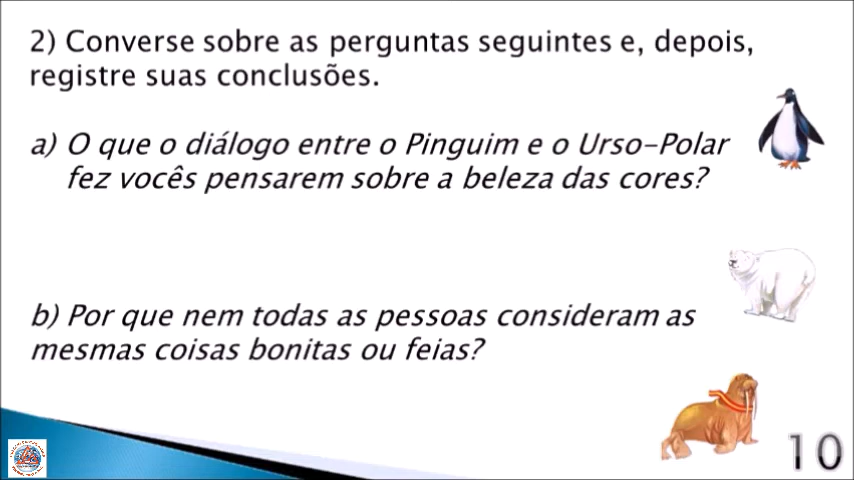 2) Converse sobre as perguntas seguintes e, depois,
registre suas conclusões.
a) O que o diálogo entre o Pinguim e o Urso-Polar
fez vocês pensarem sobre a beleza das cores?
b) Por que nem todas as pessoas consideram as
mesmas coisas bonitas ou feias?
10